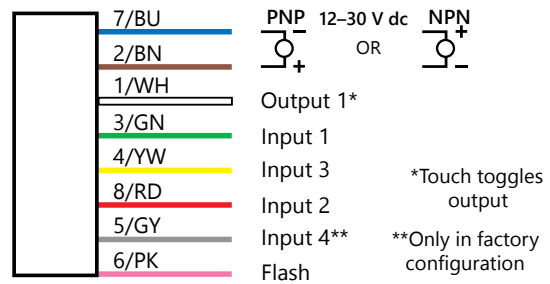 7/BU PNP 12–30 V dc NPN
– +
OR
2/BN + –
1/WH Output 1*
3/GN Input 1
4/YW Input 3
8/RD Input 2
5/GY Input 4**
6/PK Flash
*Touch toggles
output
**Only in factory
configuration